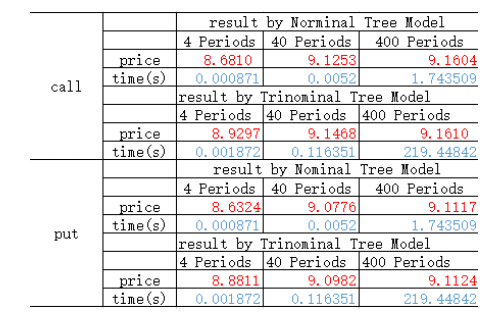 result by Norminal Tree Model
4 Periods 40 Periods 400 Periods
price 8.6810 9.1253 9.1604
call time(s) 0.000871 0.0052 1.743509
result by Trinominal Tree Model
4 Periods 40 Periods 400 Periods
price 8.9297 9.1468 9.1610
time(s) 0.001872 0.116351 219.44842
result by Nominal Tree Model
4 Periods 40 Periods 400 Periods
price 8.6324 9.0776 9.1117
put time(s) 0.000871 0.0052 1.743509
result by Trinominal Tree Model
4 Periods 40 Periods 400 Periods
price 8.8811 9.0982 9.1124
time(s) 0.001872 0.116351 219.44842